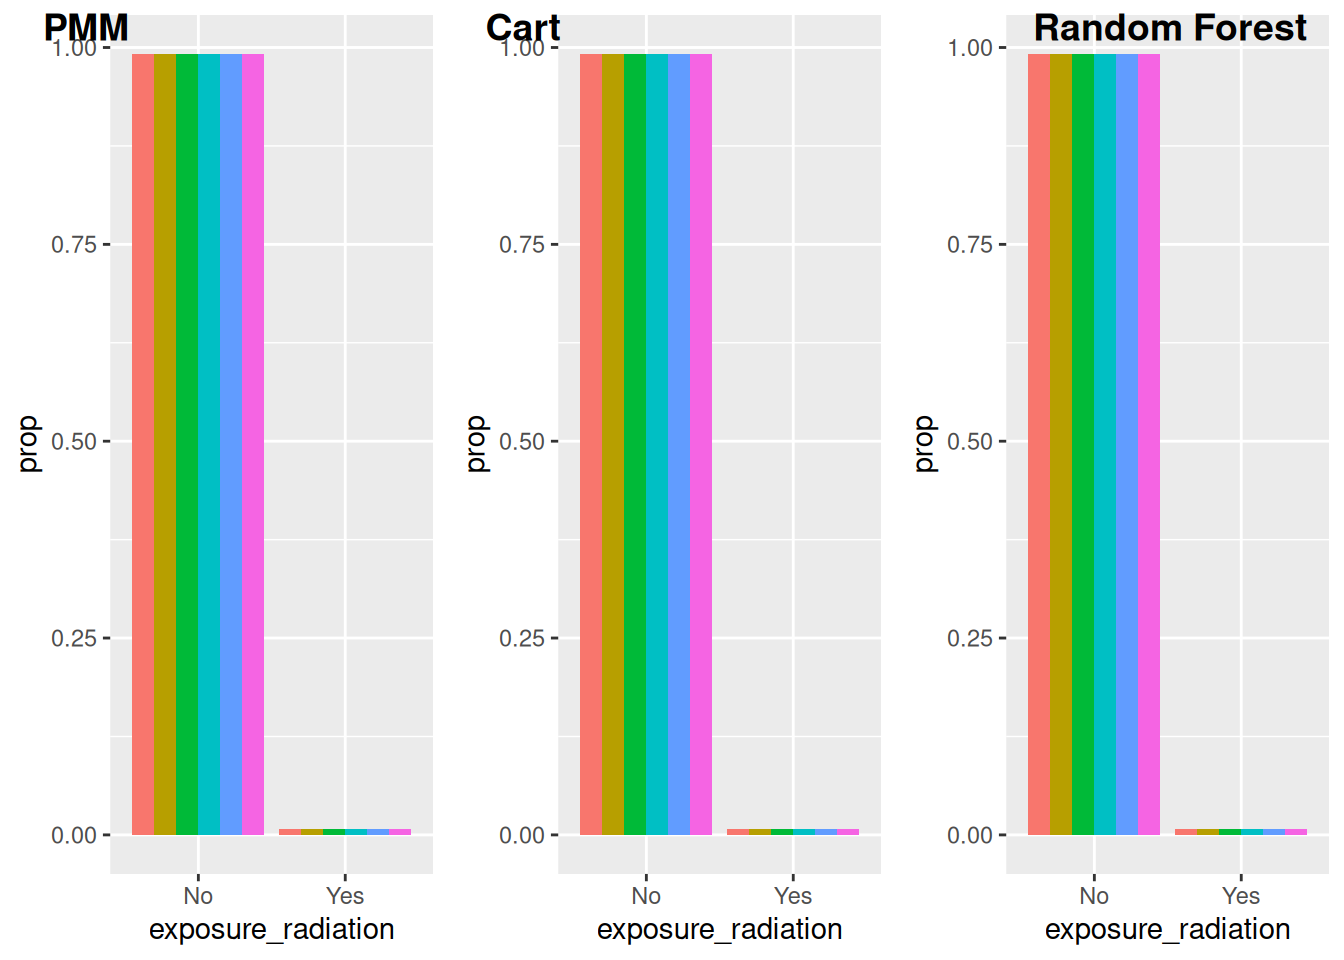 PMM
1.00
0.75
0.50
0.25
0.00
prop
No Yes
exposure_radiation
Cart
1.00
0.75
0.50
0.25
0.00
prop
No Yes
exposure_radiation
Random Forest
1.00
0.75
0.50
0.25
0.00
prop
No Yes
exposure_radiation